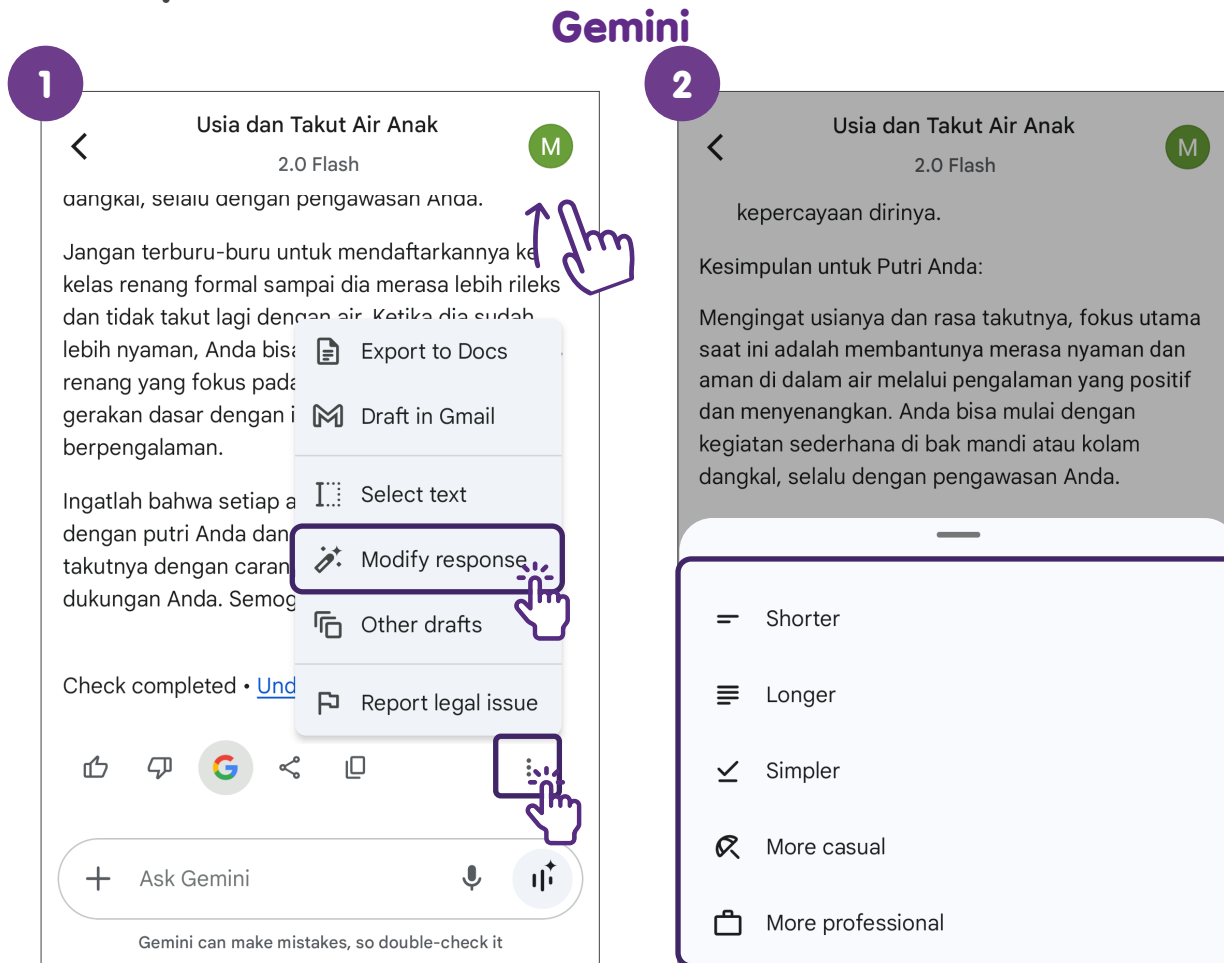 Gemini
1
Usia dan Takut Air Anak
2.0 Flash
M
dangkal, selalu dengan pengawasan Anda.
Jangan terburu-buru untuk mendaftarkannya ke
kelas renang formal sampai dia merasa lebih rileks
dan tidak takut lagi dengan air. Ketika dia sudah
lebih nyaman, Anda bisa
renang yang fokus pada
gerakan dasar dengan i
berpengalaman.
Ingatlah bahwa setiap a
dengan putri Anda dan
takutnya dengan cara
dukungan Anda. Semog
Export to Docs
Draft in Gmail
Select text
Modify response
Other drafts
Report legal issue
Check completed • Und
G
Ask Gemini
Gemini can make mistakes, so double-check it
2
Usia dan Takut Air Anak
2.0 Flash
M
kepercayaan dirinya.
Kesimpulan untuk Putri Anda:
Mengingat usianya dan rasa takutnya, fokus utama
saat ini adalah membantunya merasa nyaman dan
aman di dalam air melalui pengalaman yang positif
dan menyenangkan. Anda bisa mulai dengan
kegiatan sederhana di bak mandi atau kolam
dangkal, selalu dengan pengawasan Anda.
Shorter
Longer
Simpler
More casual
More professional